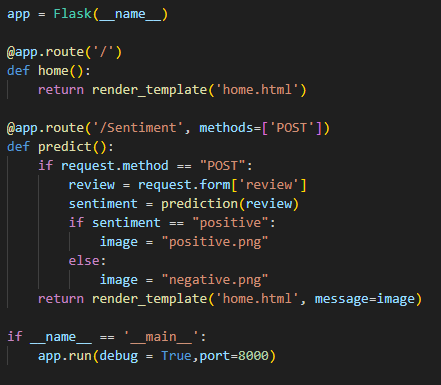 app = Flask(__name__)
@app.route('/')
def home():
    return render_template('home.html')
@app.route('/Sentiment', methods=['POST'])
def predict():
    if request.method == "POST":
        review = request.form['review']
        sentiment = prediction(review)
        if sentiment == "positive":
            image = "positive.png"
        else:
            image = "negative.png"
    return render_template('home.html', message=image)
if __name__ == '__main__':
    app.run(debug = True,port=8000)